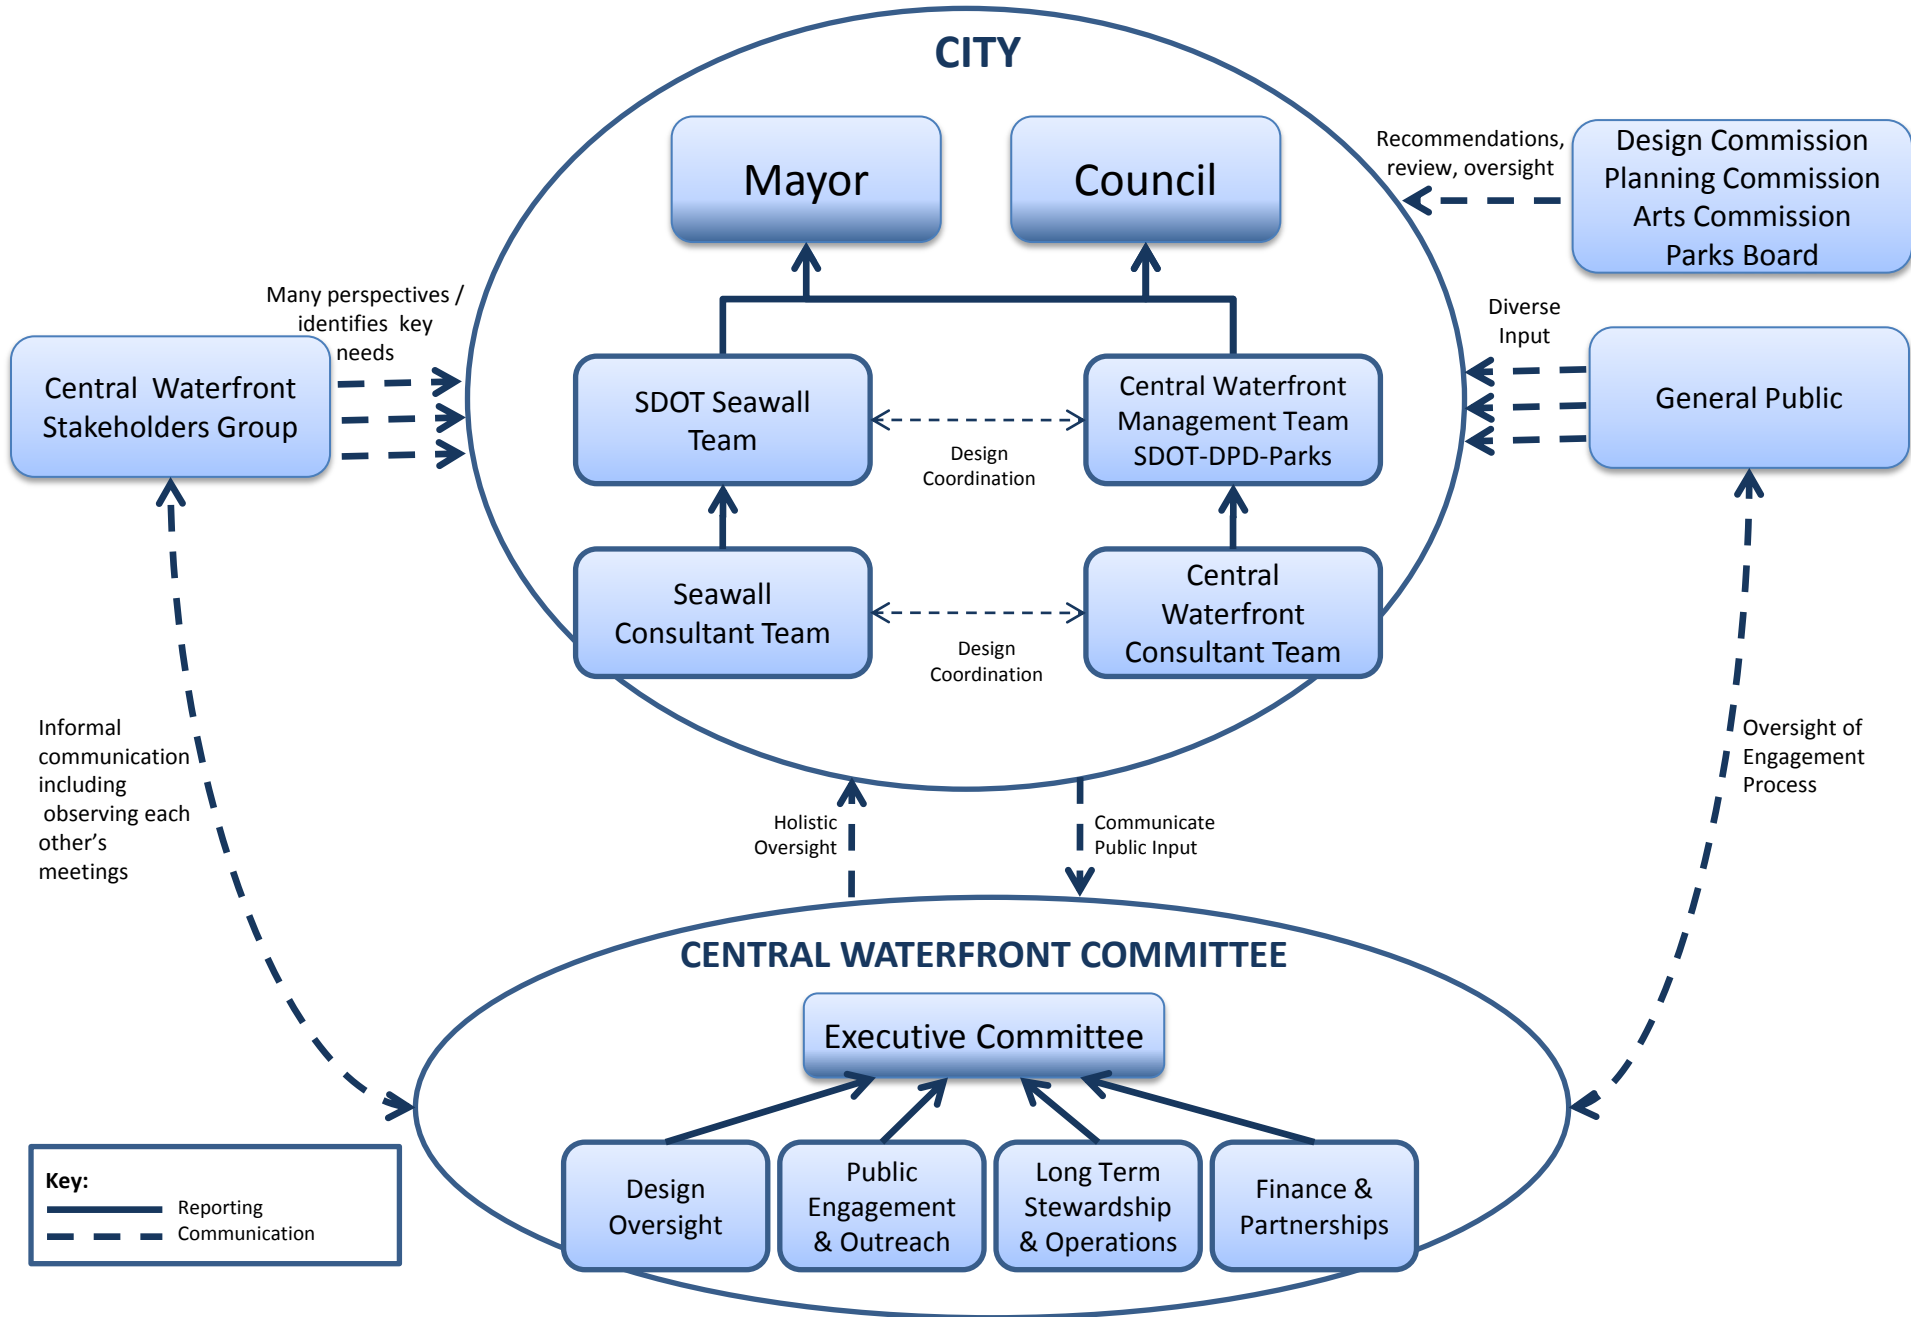 CITY
Mayor
Council
Recommendations,
review, oversight
Design Commission
Planning Commission
Arts Commission
Parks Board
Many perspectives /
identifies key
needs
Diverse
Input
Central Waterfront
Stakeholders Group
SDOT Seawall
Team
Design
Coordination
Central Waterfront
Management Team
SDOT-DPD-Parks
General Public
Seawall
Consultant Team
Design
Coordination
Central
Waterfront
Consultant Team
Informal
communication
including
observing each
other’s
meetings
Holistic
Oversight
Communicate
Public Input
Oversight of
Engagement
Process
CENTRAL WATERFRONT COMMITTEE
Executive Committee
Design
Oversight
Public
Engagement
& Outreach
Long Term
Stewardship
& Operations
Finance &
Partnerships
Key:
Reporting
Communication